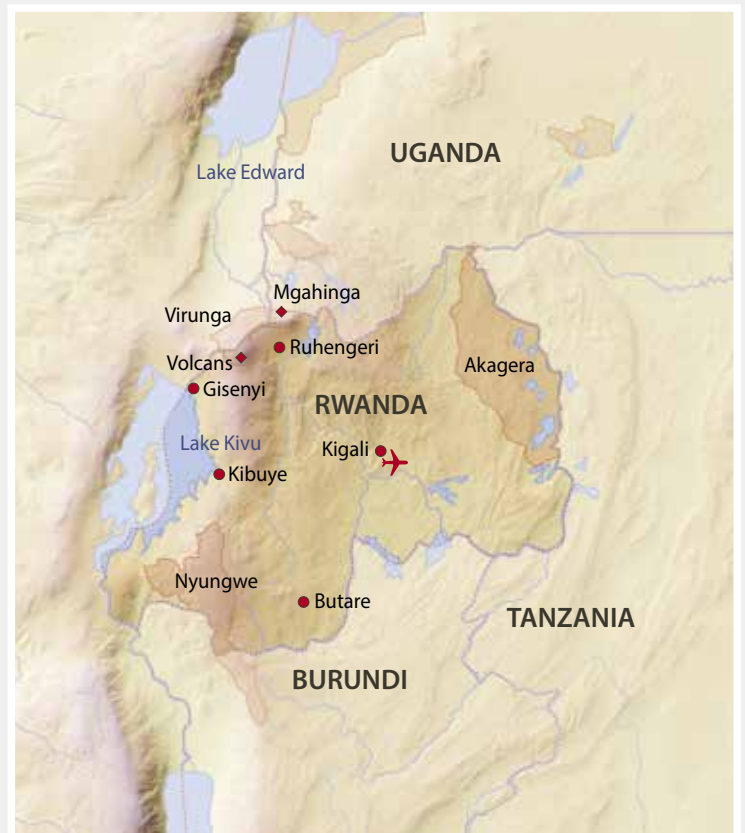 UGANDA
Lake Edward
Mgahinga
Virunga
Ruhengeri
Volcans
Akagera
Gisenyi
RWANDA
Lake Kivu
Kigali
Kibuye
Nyungwe
Butare
TANZANIA
BURUNDI